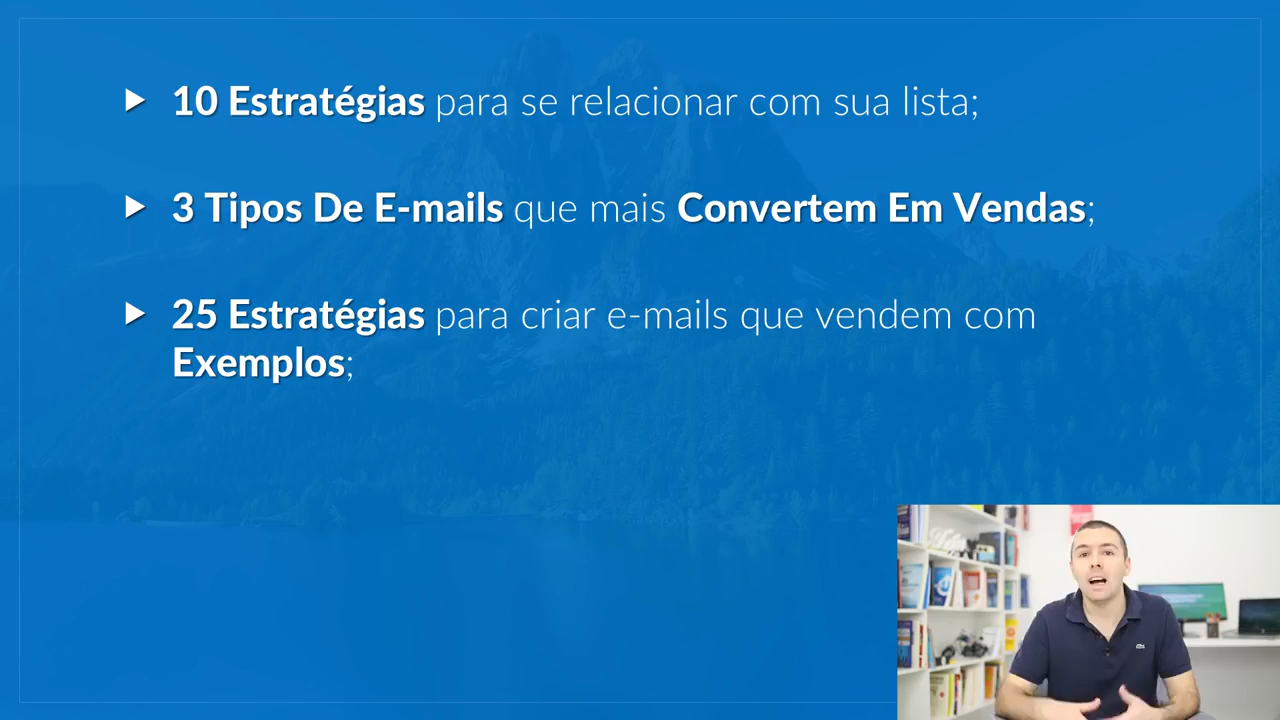 10 Estratégias para se relacionar com sua lista;
3 Tipos De E-mails que mais Convertem Em Vendas;
25 Estratégias para criar e-mails que vendem com
Exemplos;